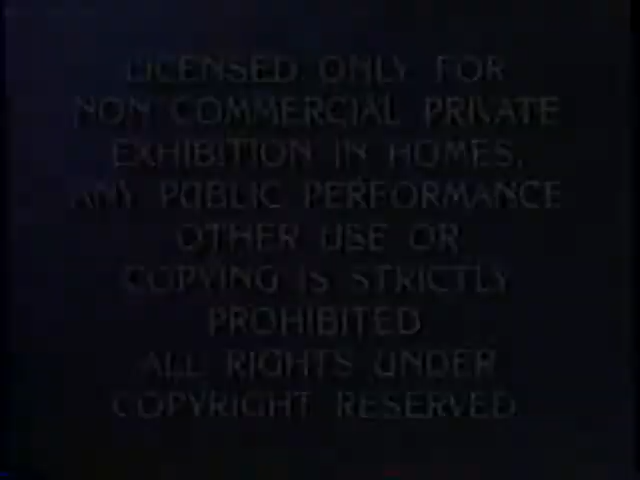 LICENSED ONLY FOR
NON COMMERCIAL PRIVATE
EXHIBITION IN HOMES.
ANY PUBLIC PERFORMANCE
OTHER USE OR
COPYING IS STRICTLY
PROHIBITED
ALL RIGHTS UNDER
COPYRIGHT RESERVED